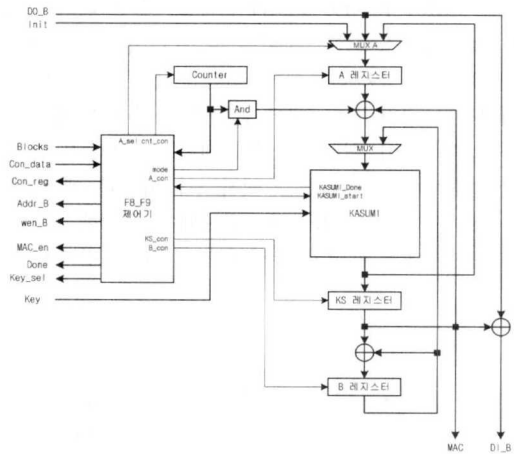 DO_B
Init
MUX A
Counter
A 레지스터
And
A_sel cnt_con
MUX
Blocks
mode
Con_data
A_con
Con_reg
KASUMI_Done
KASUMI_start
Addr_B
F8_F9
제어기
KASUMI
wen_B
MAC_en
KS_con
B_con
Done
Key_sel
Key
KS 레지스터
B 레지스터
MAC
DI_B